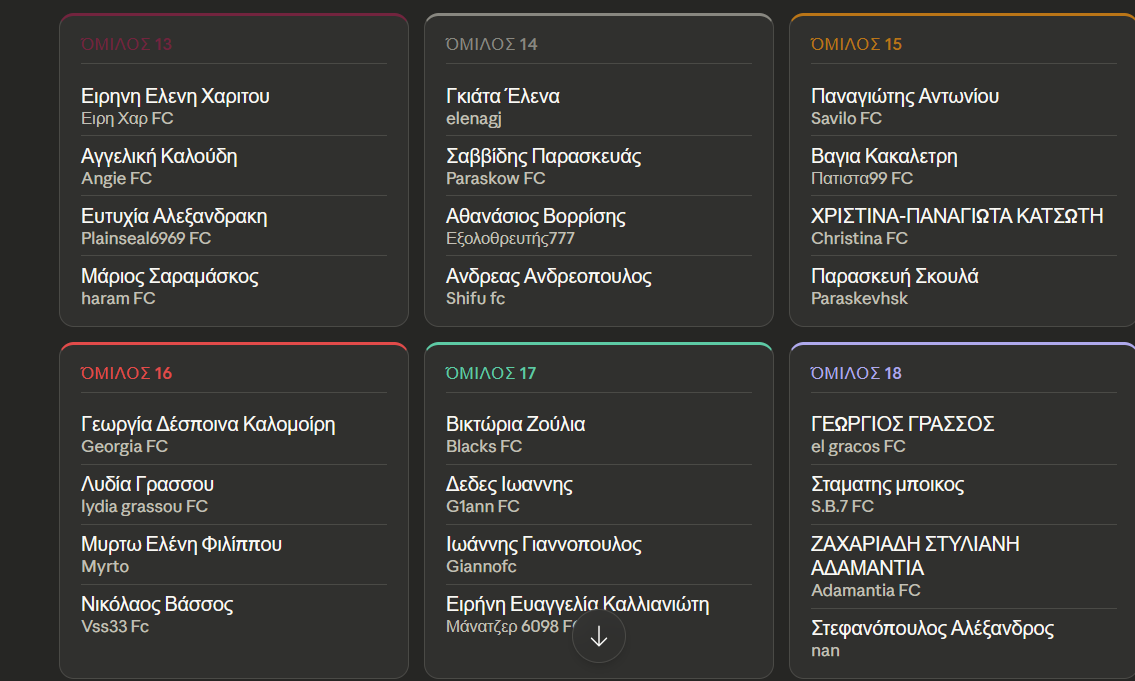 ΌΜΙΛΟΣ 13
Ειρηνη Ελενη Χαριτου
Ειρη Χαρ FC
Αγγελική Καλούδη
Angie FC
Ευτυχία Αλεξανδρακη
Plainseal6969 FC
Μάριος Σαραμάσκος
haram FC
ΌΜΙΛΟΣ 14
Γκιάτα Έλενα
elenagj
Σαββίδης Παρασκευάς
Paraskow FC
Αθανάσιος Βορρίσης
Εξολοθρευτής777
Ανδρεας Ανδρεοπουλος
Shifu fc
ΌΜΙΛΟΣ 15
Παναγιώτης Αντωνίου
Savilo FC
Βαγια Κακαλετρη
Πατιστα99 FC
ΧΡΙΣΤΙΝΑ-ΠΑΝΑΓΙΩΤΑ ΚΑΤΣΩΤΗ
Christina FC
Παρασκευή Σκουλά
Paraskevhsk
ΌΜΙΛΟΣ 16
Γεωργία Δέσποινα Καλομοίρη
Georgia FC
Λυδία Γρασσου
lydia grassou FC
Μυρτω Ελένη Φιλίππου
Myrto
Νικόλαος Βάσσος
Vss33 Fc
ΌΜΙΛΟΣ 17
Βικτώρια Ζούλια
Blacks FC
Δεδες Ιωαννης
G1ann FC
Ιωάννης Γιαννοπουλος
Giannofc
Ειρήνη Ευαγγελία Καλλιανιώτη
Μάνατζερ 6098 FC
ΌΜΙΛΟΣ 18
ΓΕΩΡΓΙΟΣ ΓΡΑΣΣΟΣ
el gracos FC
Σταματης μποικος
S.B.7 FC
ΖΑΧΑΡΙΑΔΗ ΣΤΥΛΙΑΝΗ
ΑΔΑΜΑΝΤΙΑ
Adamantia FC
Στεφανόπουλος Αλέξανδρος
nan